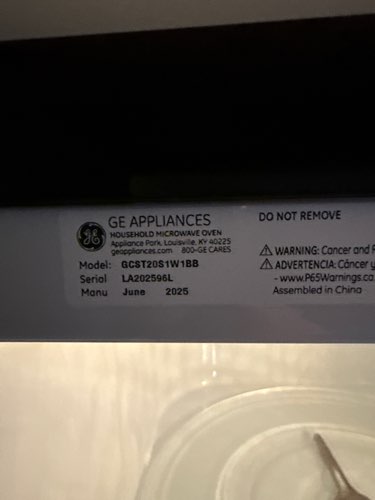 GE APPLIANCES
HOUSEHOLD MICROWAVE OVEN
Appliance Park, Louisville, KY 40225
geappliances.com 800-GE CARES
Model: GCST20S1W1BB
Serial LA202596L
Manu June 2025
DO NOT REMOVE
WARNING: Cancer and
ADVERTENCIA: Cáncer y
- www.P65Warnings.ca
Assembled in China